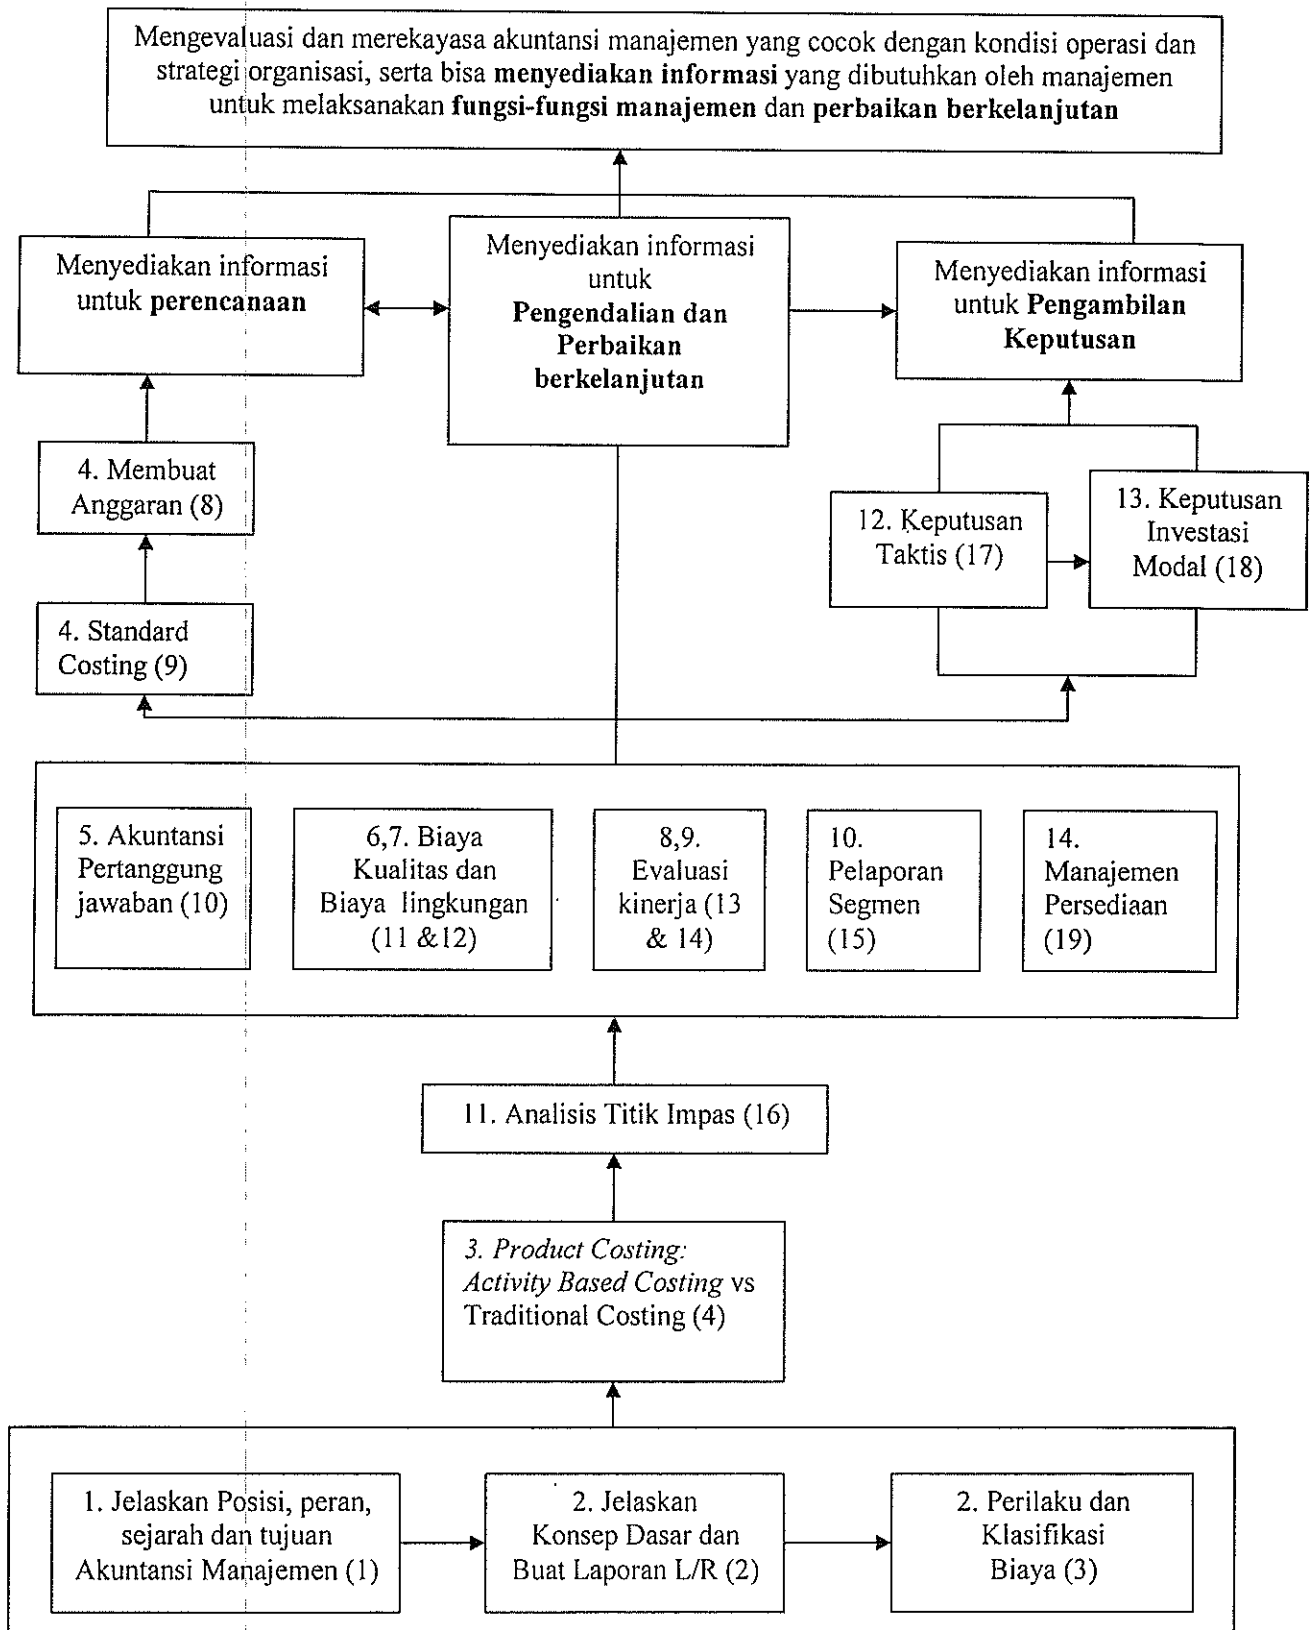 Mengevaluasi dan merekayasa akuntansi manajemen yang cocok dengan kondisi operasi dan
strategi organisasi, serta bisa menyediakan informasi yang dibutuhkan oleh manajemen
untuk melaksanakan fungsi-fungsi manajemen dan perbaikan berkelanjutan
Menyediakan informasi
untuk perencanaan
Menyediakan informasi
untuk
Pengendalian dan
Perbaikan
berkelanjutan
Menyediakan informasi
untuk Pengambilan
Keputusan
4. Membuat
Anggaran (8)
12. Keputusan
Taktis (17)
13. Keputusan
Investasi
Modal (18)
4. Standard
Costing (9)
5. Akuntansi
Pertanggung
jawaban (10)
6,7. Biaya
Kualitas dan
Biaya lingkungan
(11 &12)
8,9.
Evaluasi
kinerja (13
& 14)
10.
Pelaporan
Segmen
(15)
14.
Manajemen
Persediaan
(19)
11. Analisis Titik Impas (16)
3. Product Costing:
Activity Based Costing vs
Traditional Costing (4)
1. Jelaskan Posisi, peran,
sejarah dan tujuan
Akuntansi Manajemen (1)
2. Jelaskan
Konsep Dasar dan
Buat Laporan L/R (2)
2. Perilaku dan
Klasifikasi
Biaya (3)